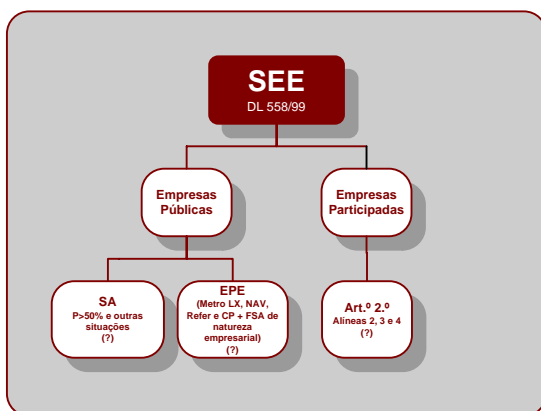 SEE
DL 558/99
Empresas
Públicas
Empresas
Participadas
SA
P>50% e outras
situações
(?)
EPE
(Metro LX, NAV,
Refer e CP + FSA de
natureza
empresarial)
(?)
Art.º 2.º
Alíneas 2, 3 e 4
(?)